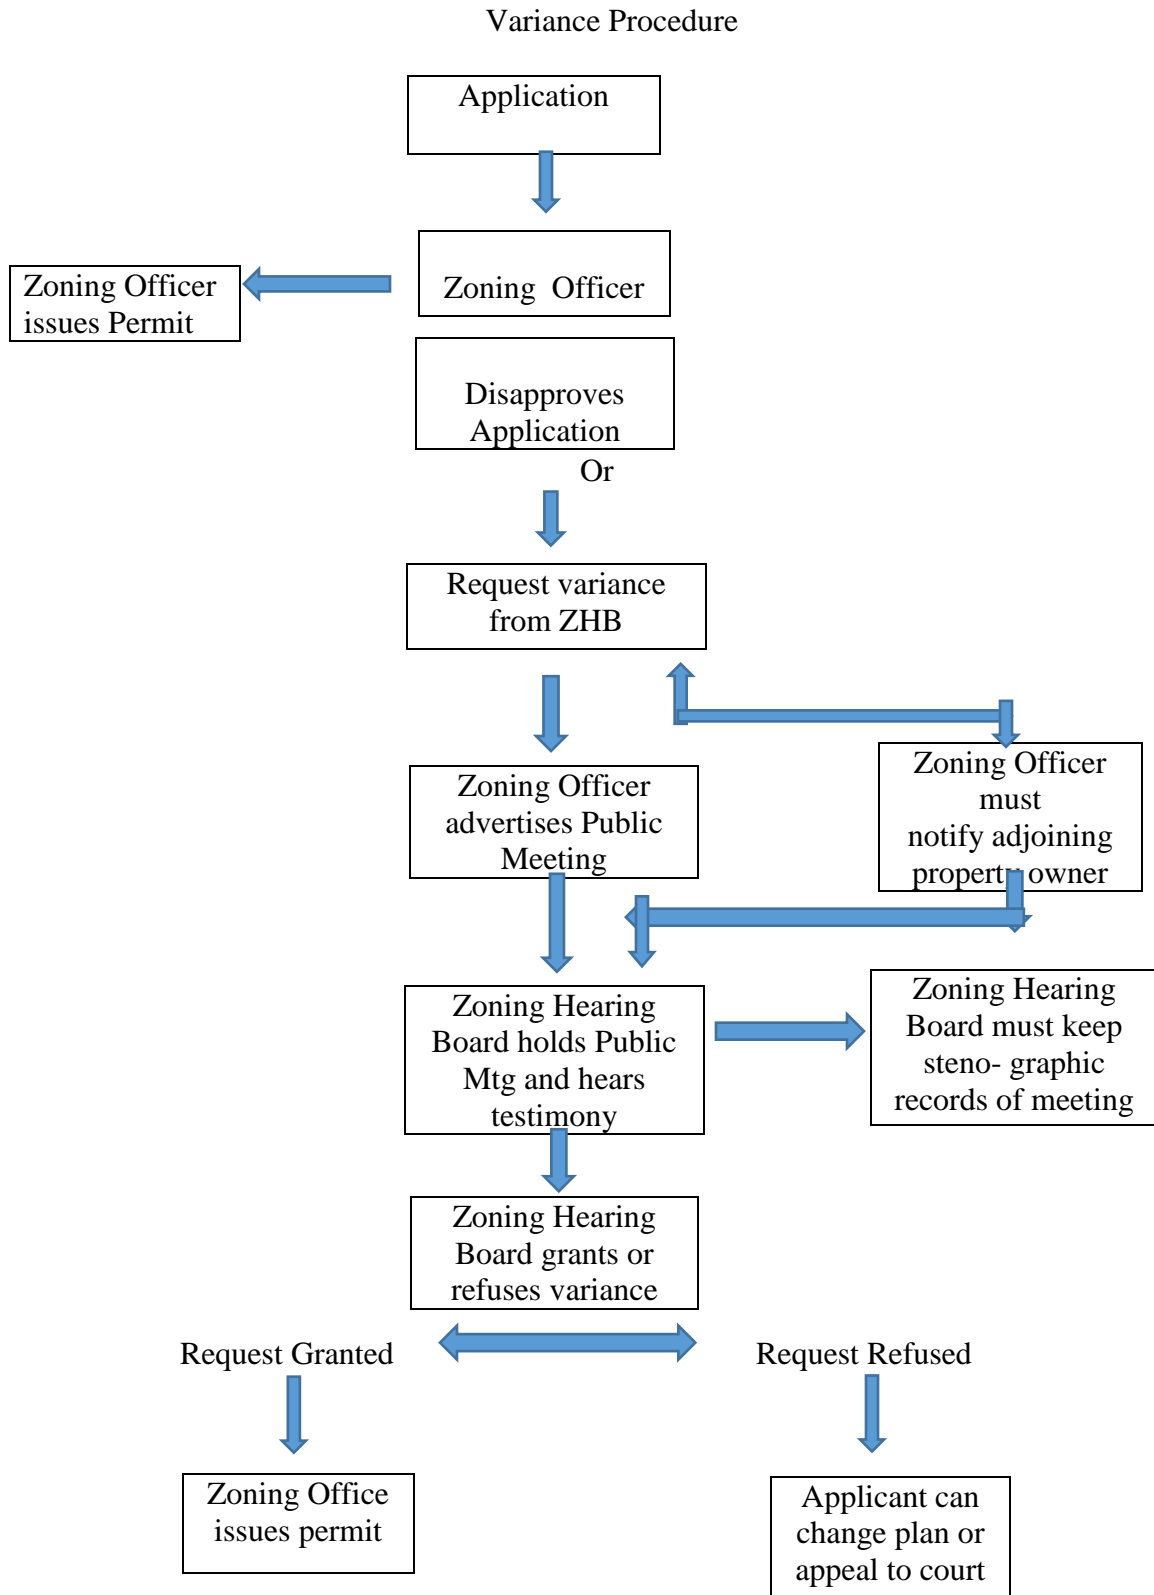 Variance Procedure
Application
Zoning Officer
issues Permit
Zoning  Officer
Disapproves
Application
Or
Request variance
from ZHB
Zoning Officer
advertises Public
Meeting
Zoning Officer
must
notify adjoining
property owner
Zoning Hearing
Board holds Public
Mtg and hears
testimony
Zoning Hearing
Board must keep
steno- graphic
records of meeting
Zoning Hearing
Board grants or
refuses variance
Request Granted
Request Refused
Zoning Office
issues permit
Applicant can
change plan or
appeal to court